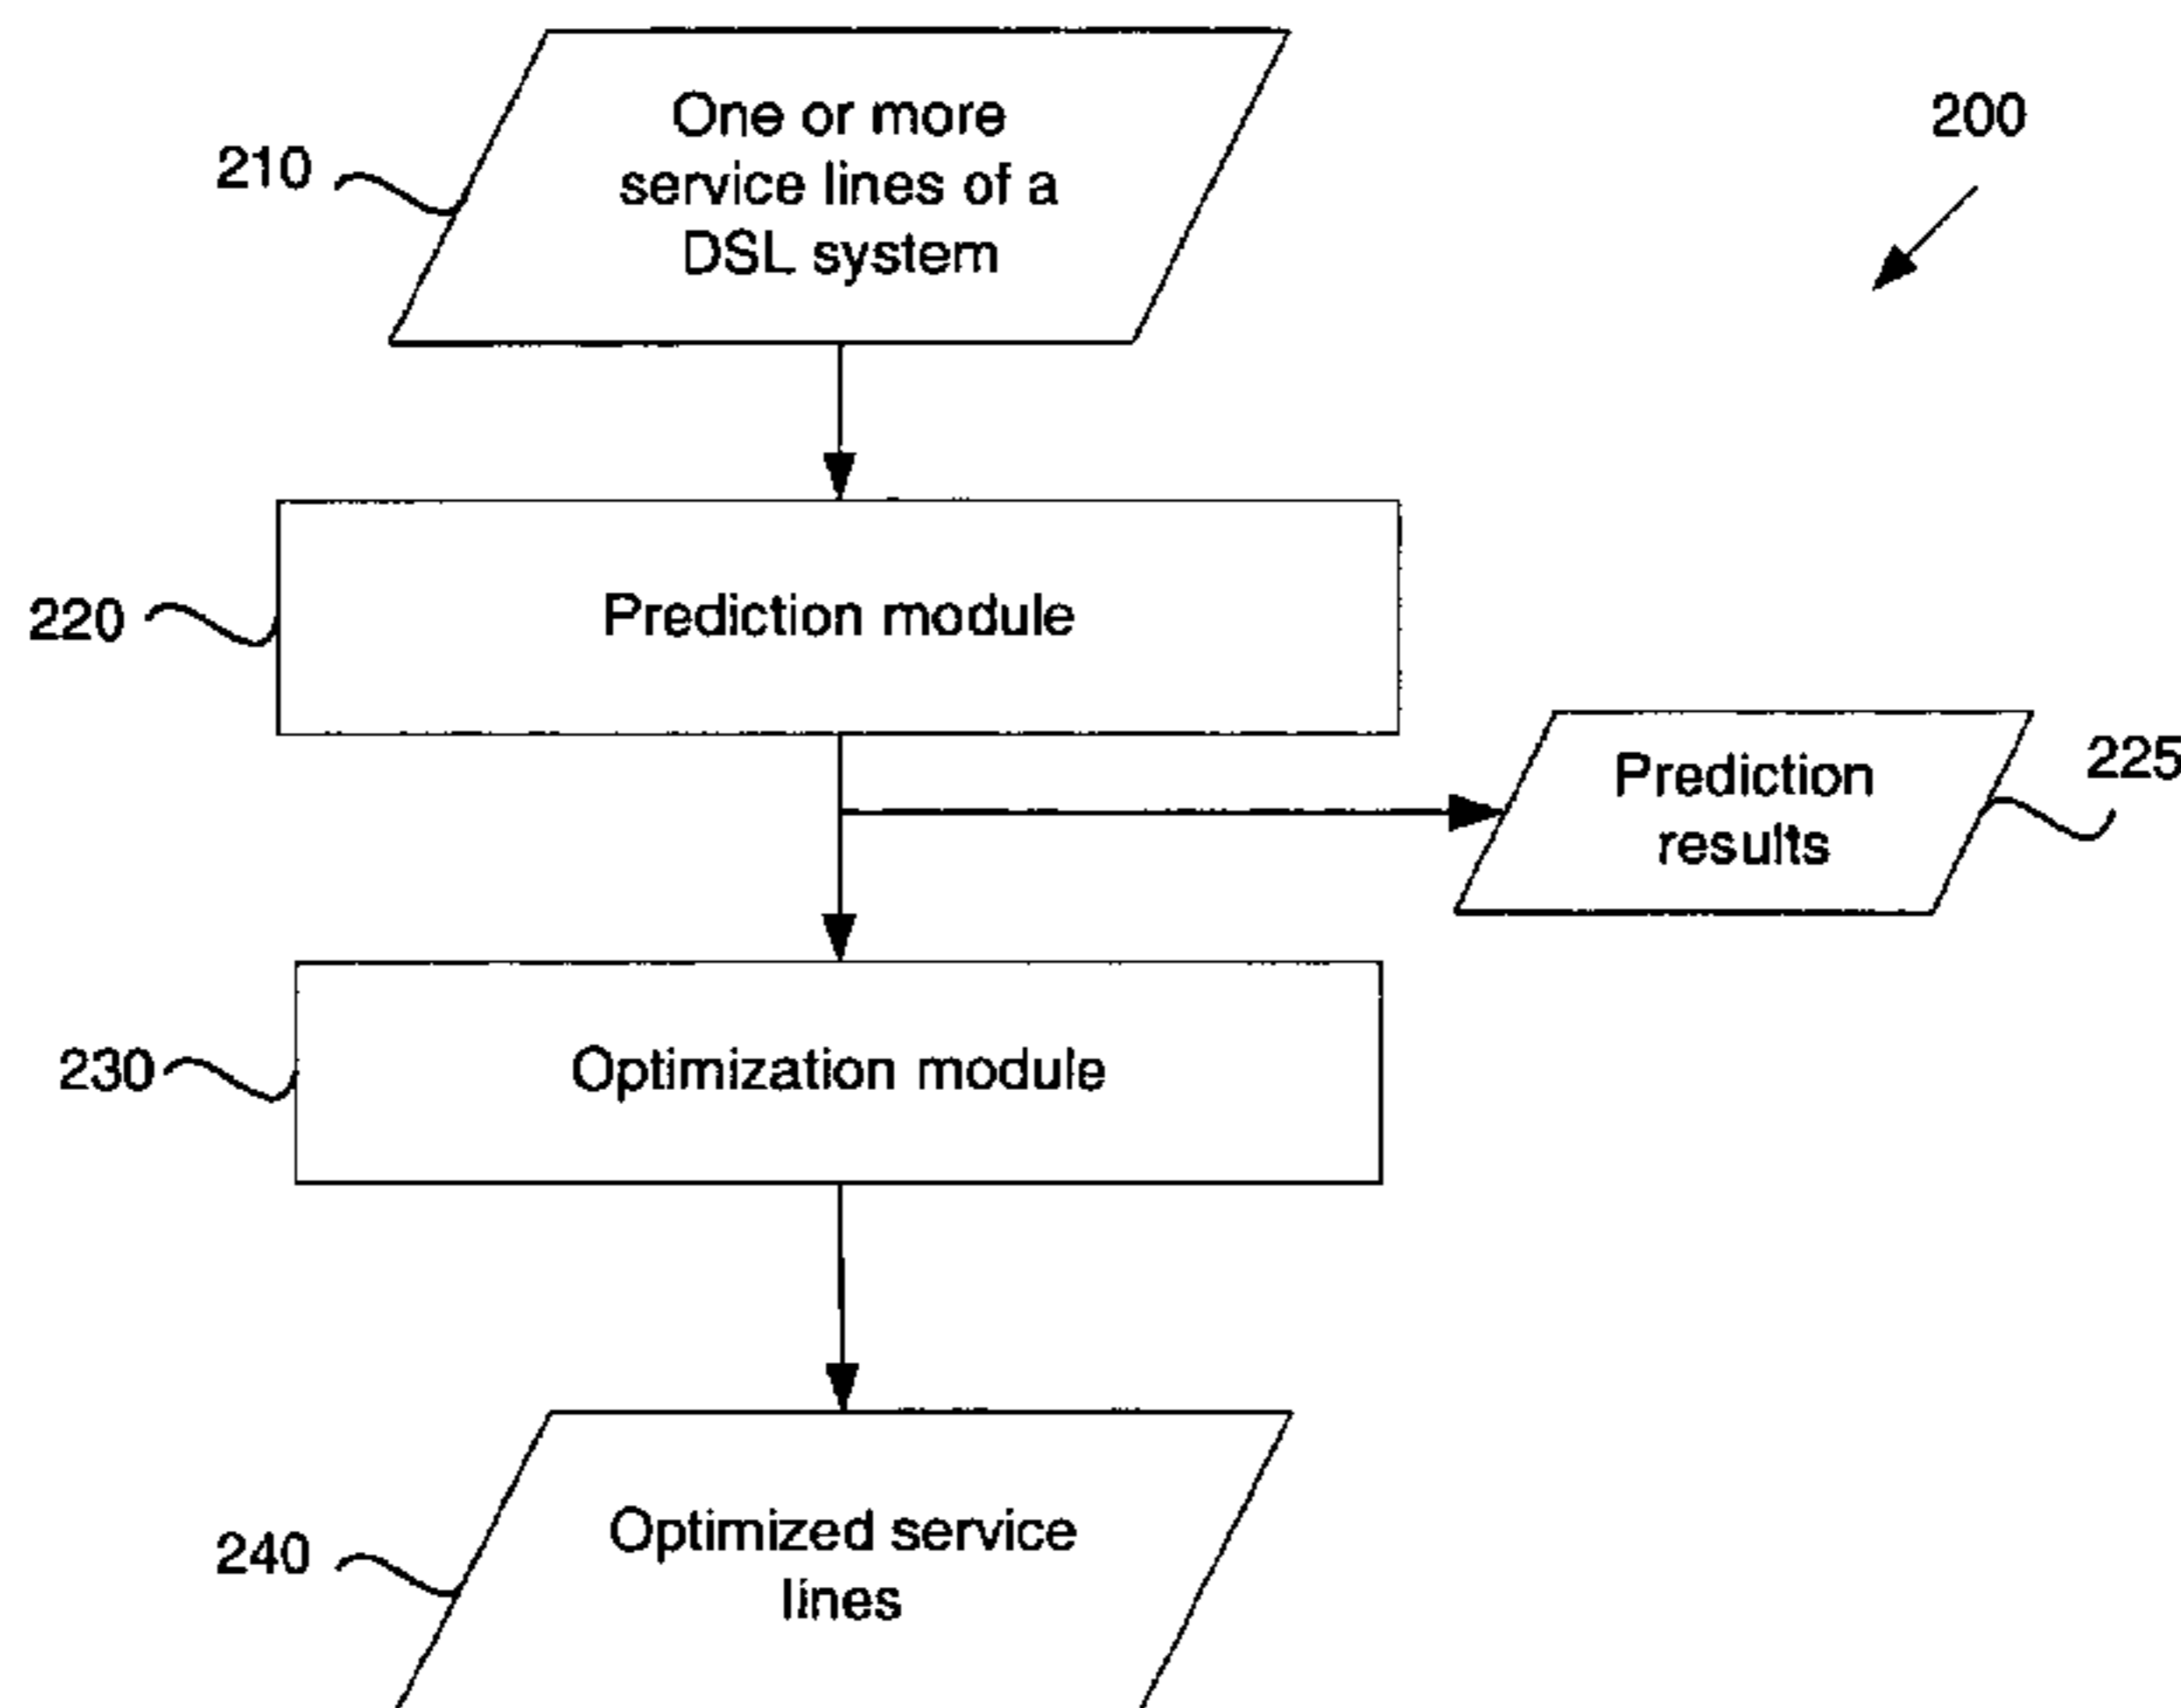 One or more
service lines of a
DSL system
200
210
Prediction module
220
Prediction
results
225
Optimization module
230
Optimized service
lines
240